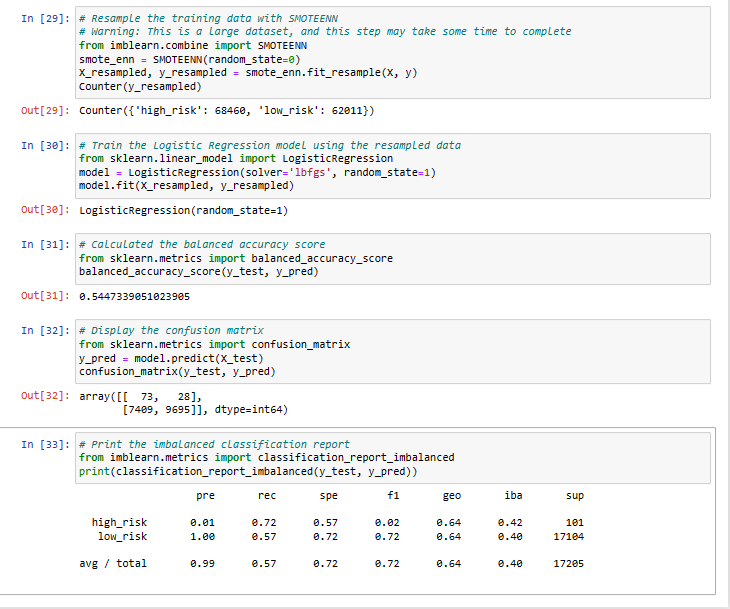 In [29]: # Resample the training data with SMOTEENN
# Warning: This is a large dataset, and this step may take some time to complete
from imblearn.combine import SMOTEENN
smote_enn = SMOTEENN(random_state=0)
X_resampled, y_resampled = smote_enn.fit_resample(X, y)
Counter(y_resampled)
Out[29]: Counter({'high_risk': 68460, 'low_risk': 62011})
In [30]: # Train the Logistic Regression model using the resampled data
from sklearn.linear_model import LogisticRegression
model = LogisticRegression(solver='lbfgs', random_state=1)
model.fit(X_resampled, y_resampled)
Out[30]: LogisticRegression(random_state=1)
In [31]: # Calculated the balanced accuracy score
from sklearn.metrics import balanced_accuracy_score
balanced_accuracy_score(y_test, y_pred)
Out[31]: 0.5447339051023905
In [32]: # Display the confusion matrix
from sklearn.metrics import confusion_matrix
y_pred = model.predict(X_test)
confusion_matrix(y_test, y_pred)
Out[32]: array([[ 73, 28],
[7409, 9695]], dtype=int64)
In [33]: # Print the imbalanced classification report
from imblearn.metrics import classification_report_imbalanced
print(classification_report_imbalanced(y_test, y_pred))
pre rec spe f1 geo iba sup
high_risk 0.01 0.72 0.57 0.02 0.64 0.42 101
low_risk 1.00 0.57 0.72 0.72 0.64 0.40 17104
avg / total 0.99 0.57 0.72 0.72 0.64 0.40 17205